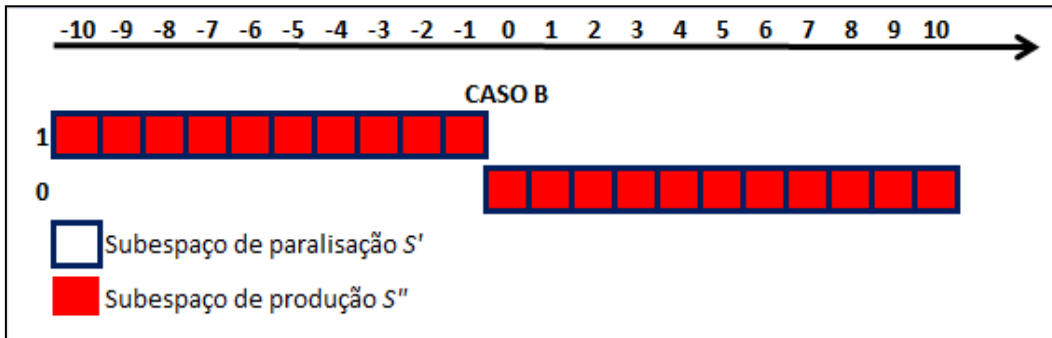 -10 -9 -8 -7 -6 -5 -4 -3 -2 -1 0 1 2 3 4 5 6 7 8 9 10
CASO B
1
0
Subespaço de paralisação S'
Subespaço de produção S"